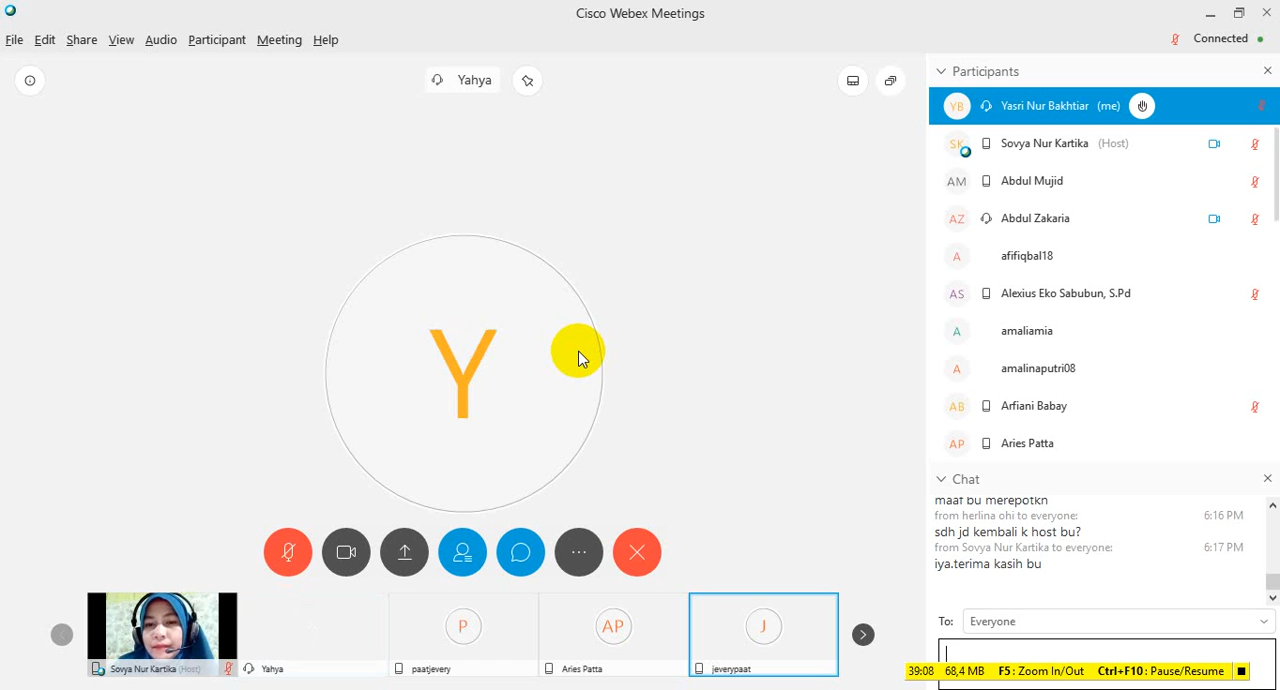 Cisco Webex Meetings
File Edit Share View Audio Participant Meeting Help
Connected
Yahya
Y
Participants
YB Yasri Nur Bakhtiar (me)
SK Sovya Nur Kartika (Host)
AM Abdul Mujid
AZ Abdul Zakaria
A afifiqbal18
AS Alexius Eko Sabubun, S.Pd
A amaliamia
A amalinaputri08
AB Arfiani Babay
AP Aries Patta
Chat
maaf bu merepotkn
from herlina ohi to everyone: 6:16 PM
sdh jd kembali k host bu?
from Sovya Nur Kartika to everyone: 6:17 PM
iya.terima kasih bu
To: Everyone
P
AP
J
Sovya Nur Kartika (Host)
Yahya
paatjevery
Aries Patta
jeverypaat
39:08 68,4 MB F5: Zoom In/Out Ctrl+F10: Pause/Resume